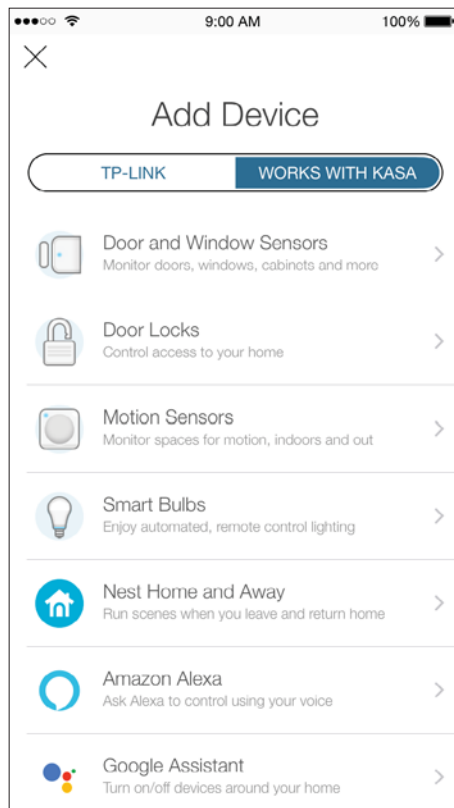 9:00 AM 100%
Add Device
TP-LINK WORKS WITH KASA
Door and Window Sensors
Monitor doors, windows, cabinets and more
Door Locks
Control access to your home
Motion Sensors
Monitor spaces for motion, indoors and out
Smart Bulbs
Enjoy automated, remote control lighting
Nest Home and Away
Run scenes when you leave and return home
Amazon Alexa
Ask Alexa to control using your voice
Google Assistant
Turn on/off devices around your home